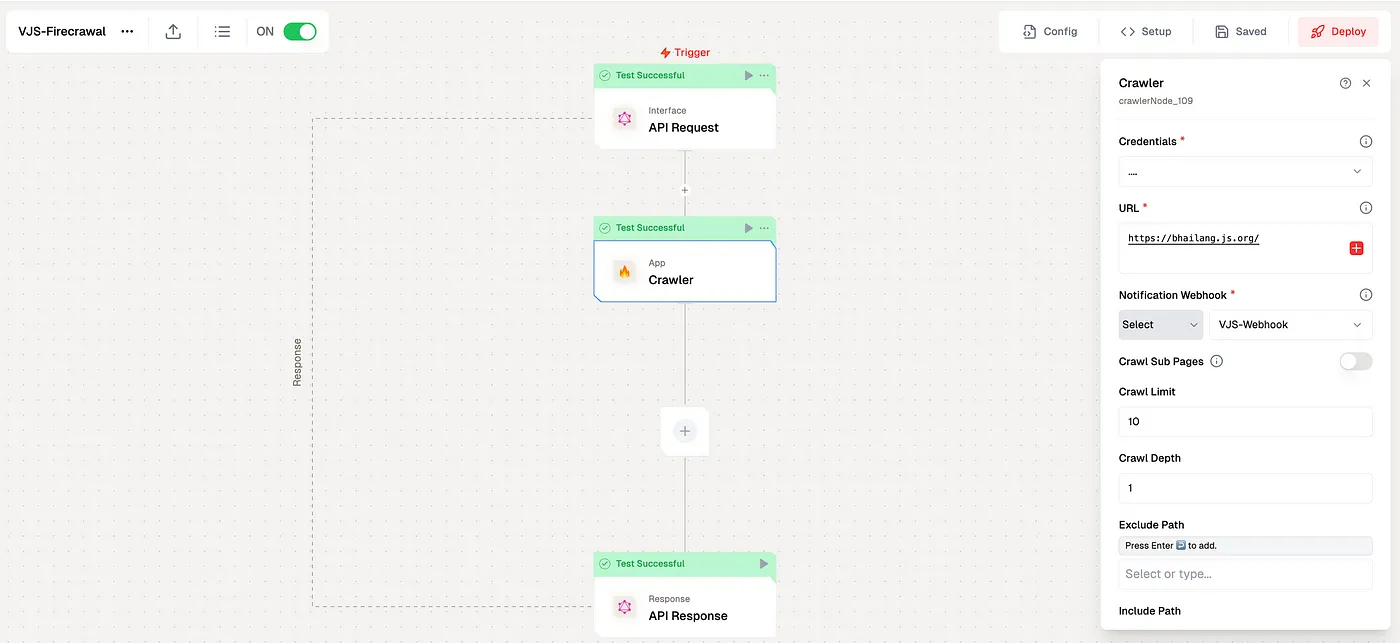 VJS-Firecrawal
ON
Config
Setup
Saved
Deploy
Trigger
Test Successful
Interface
API Request
Test Successful
App
Crawler
Response
Test Successful
Response
API Response
Crawler
crawlerNode_109
Credentials *
....
URL *
https://bhailang.js.org/
Notification Webhook *
Select
VJS-Webhook
Crawl Sub Pages
Crawl Limit
10
Crawl Depth
1
Exclude Path
Press Enter to add.
Select or type...
Include Path